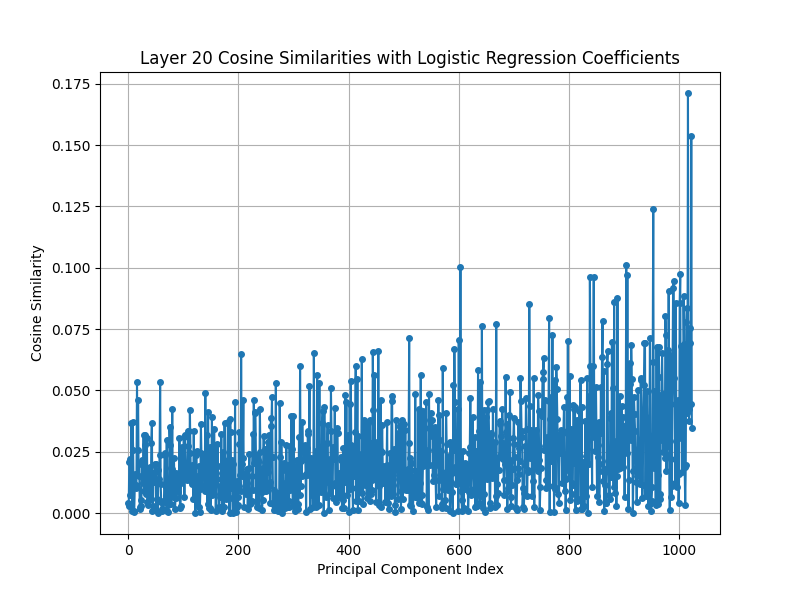 Layer 20 Cosine Similarities with Logistic Regression Coefficients
0.175
0.150
0.125
0.100
0.075
0.050
0.025
0.000
Cosine Similarity
0 200 400 600 800 1000
Principal Component Index